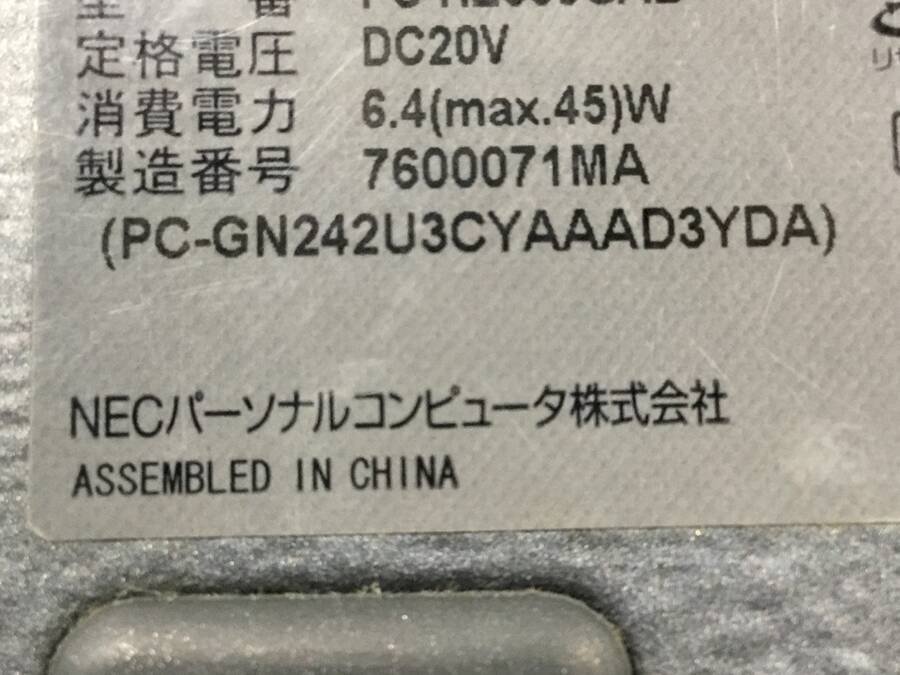 定格電圧 DC20V
消費電力 6.4(max.45)W
製造番号 7600071MA
(PC-GN242U3CYAAAD3YDA)
NECパーソナルコンピュータ株式会社
ASSEMBLED IN CHINA